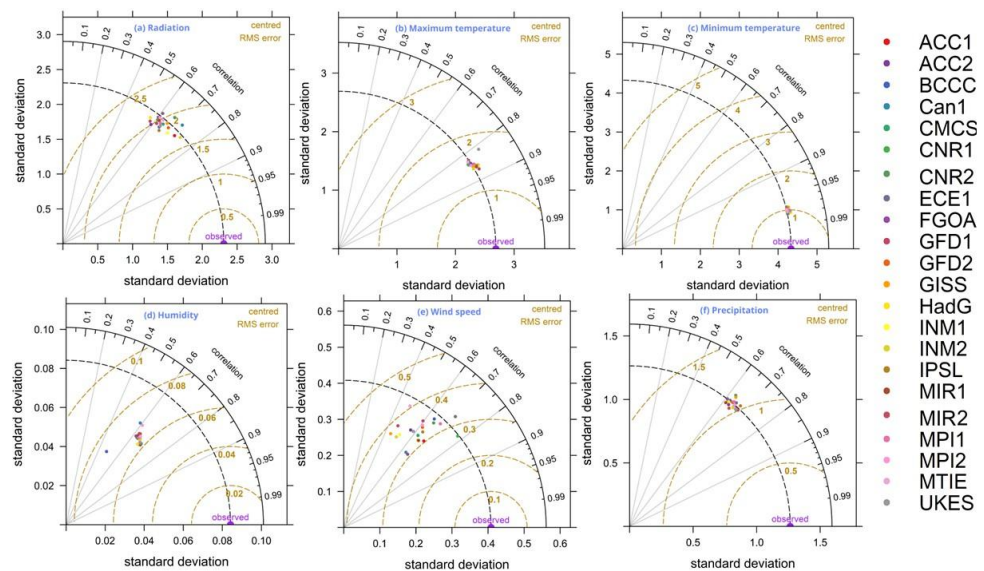 (a) Radiation
centred
RMS error
correlation
0.1
0.2
0.3
0.4
0.5
0.6
0.7
0.8
0.9
0.95
0.99
2.5
2
1.5
1
0.5
observed
3.0
2.5
2.0
1.5
1.0
0.5
0.5
1.0
1.5
2.0
2.5
3.0
standard deviation
standard deviation
(b) Maximum temperature
centred
RMS error
correlation
0.1
0.2
0.3
0.4
0.5
0.6
0.7
0.8
0.9
0.95
0.99
3
2
1
observed
3
2
1
1
2
3
standard deviation
standard deviation
(c) Minimum temperature
centred
RMS error
correlation
0.1
0.2
0.3
0.4
0.5
0.6
0.7
0.8
0.9
0.95
0.99
5
4
3
2
1
observed
5
4
3
2
1
1
2
3
4
5
standard deviation
standard deviation
(d) Humidity
centred
RMS error
correlation
0.1
0.2
0.3
0.4
0.5
0.6
0.7
0.8
0.9
0.95
0.99
0.1
0.08
0.06
0.04
0.02
observed
0.10
0.08
0.06
0.04
0.02
0.02
0.04
0.06
0.08
0.10
standard deviation
standard deviation
(e) Wind speed
centred
RMS error
correlation
0.1
0.2
0.3
0.4
0.5
0.6
0.7
0.8
0.9
0.95
0.99
0.5
0.4
0.3
0.2
0.1
observed
0.6
0.5
0.4
0.3
0.2
0.1
0.1
0.2
0.3
0.4
0.5
0.6
standard deviation
standard deviation
(f) Precipitation
centred
RMS error
correlation
0.1
0.2
0.3
0.4
0.5
0.6
0.7
0.8
0.9
0.95
0.99
1.5
1
0.5
observed
1.5
1.0
0.5
0.5
1.0
1.5
standard deviation
standard deviation
ACC1
ACC2
BCCC
Can1
CMCS
CNR1
CNR2
ECE1
FGOA
GFD1
GFD2
GISS
HadG
INM1
INM2
IPSL
MIR1
MIR2
MPI1
MPI2
MTIE
UKES